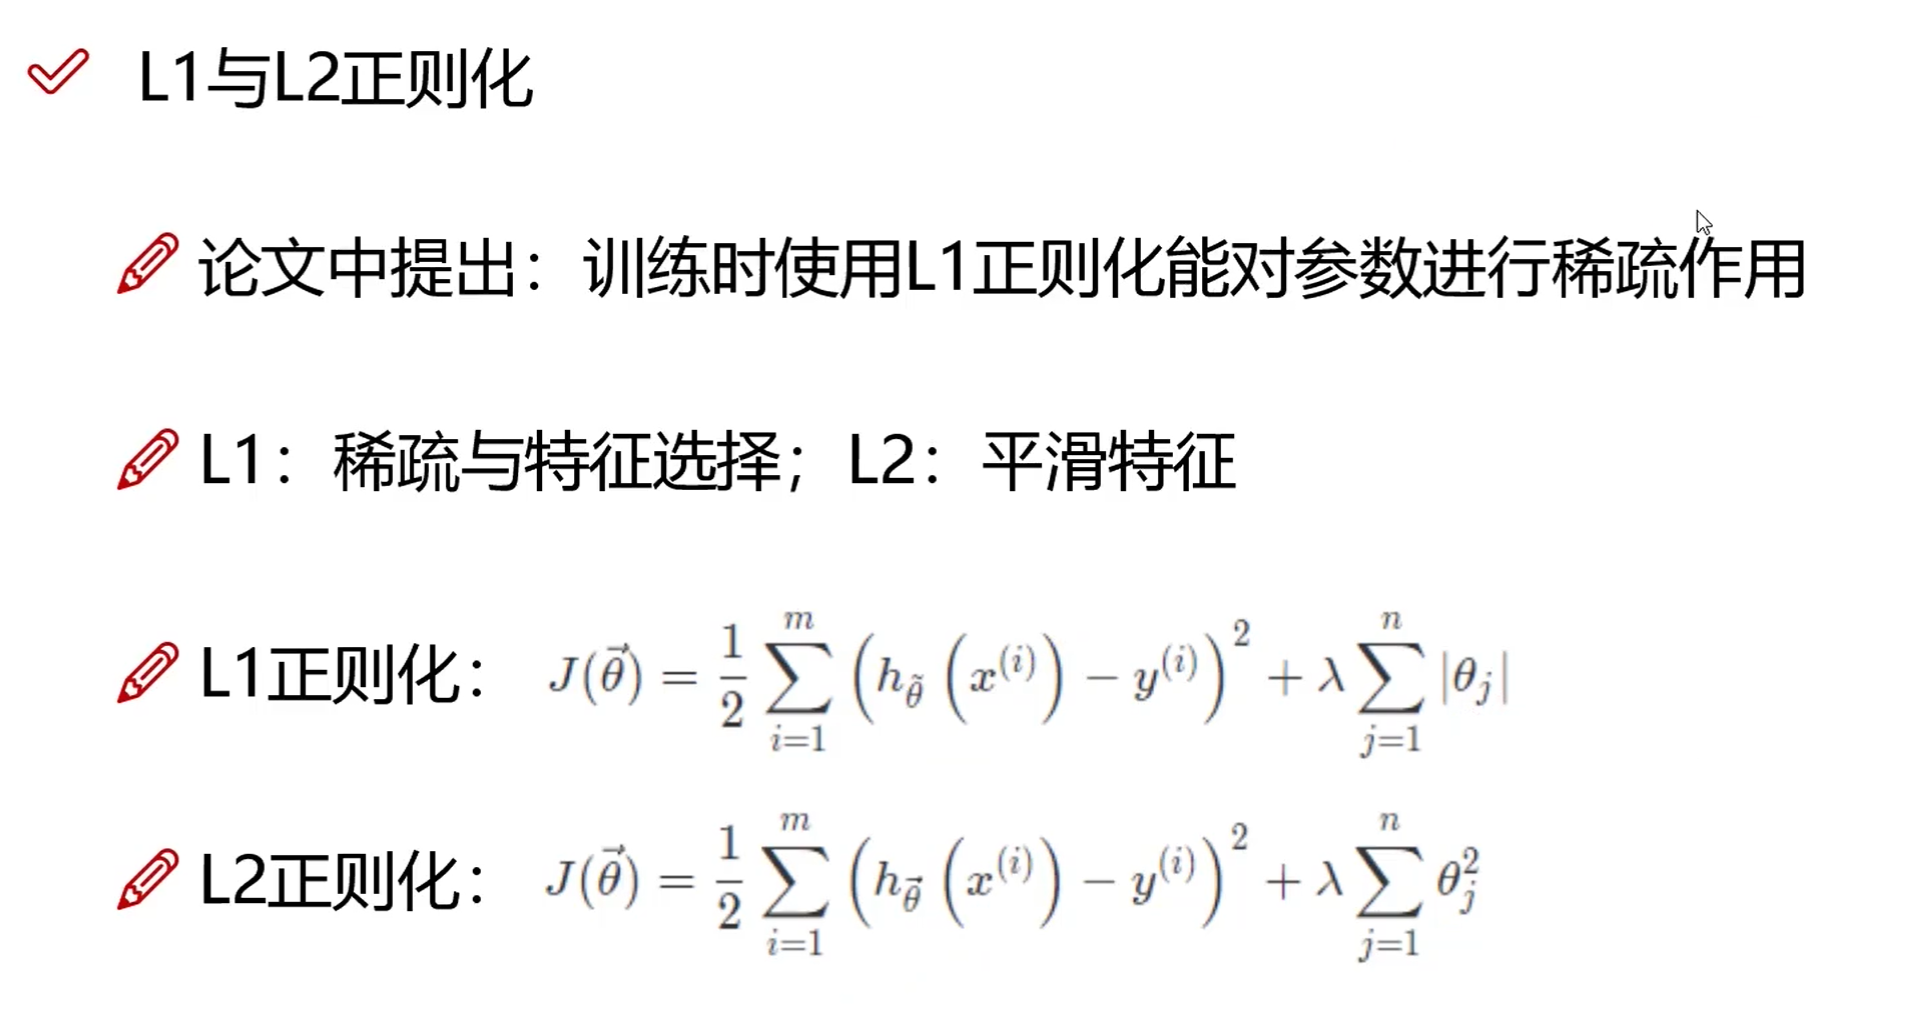 L1与L2正则化
论文中提出：训练时使用L1正则化能对参数进行稀疏作用
L1：稀疏与特征选择；L2：平滑特征
L1正则化： $J(\vec{\theta}) = \frac{1}{2} \sum_{i=1}^{m} \left( h_{\tilde{\theta}} \left( x^{(i)} \right) - y^{(i)} \right)^2 + \lambda \sum_{j=1}^{n} |\theta_j|$
L2正则化： $J(\vec{\theta}) = \frac{1}{2} \sum_{i=1}^{m} \left( h_{\vec{\theta}} \left( x^{(i)} \right) - y^{(i)} \right)^2 + \lambda \sum_{j=1}^{n} \theta_j^2$